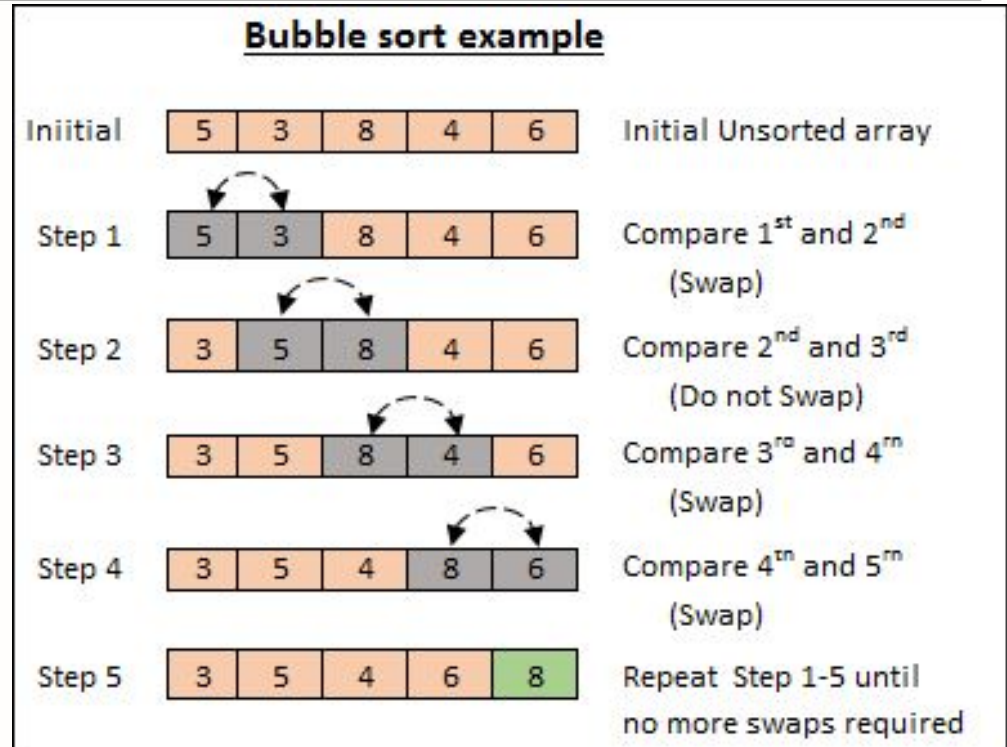 Bubble sort example
Iniitial 5 3 8 4 6 Initial Unsorted array
Step 1 5 3 8 4 6 Compare 1st and 2nd
(Swap)
Step 2 3 5 8 4 6 Compare 2nd and 3rd
(Do not Swap)
Step 3 3 5 8 4 6 Compare 3rd and 4th
(Swap)
Step 4 3 5 4 8 6 Compare 4th and 5th
(Swap)
Step 5 3 5 4 6 8 Repeat Step 1-5 until
no more swaps required